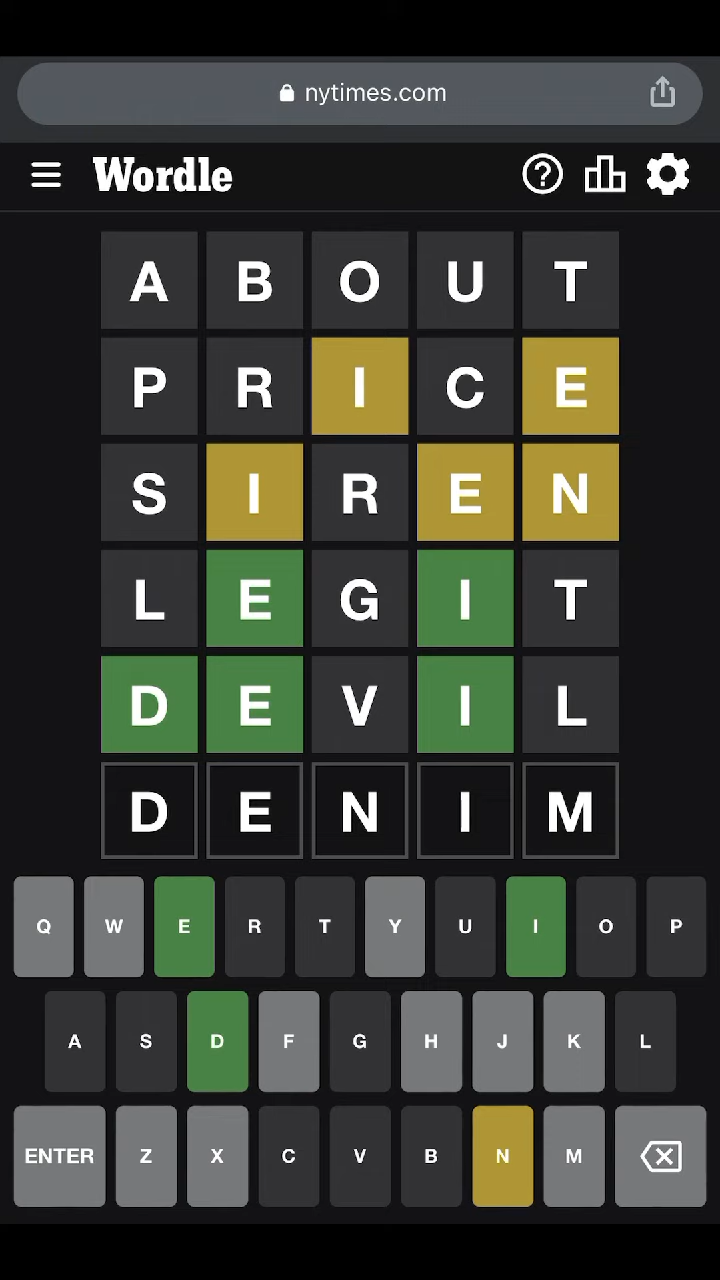 nytimes.com
Wordle
A B O U T
P R I C E
S I R E N
L E G I T
D E V I L
D E N I M
Q W E R T Y U I O P
A S D F G H J K L
ENTER Z X C V B N M